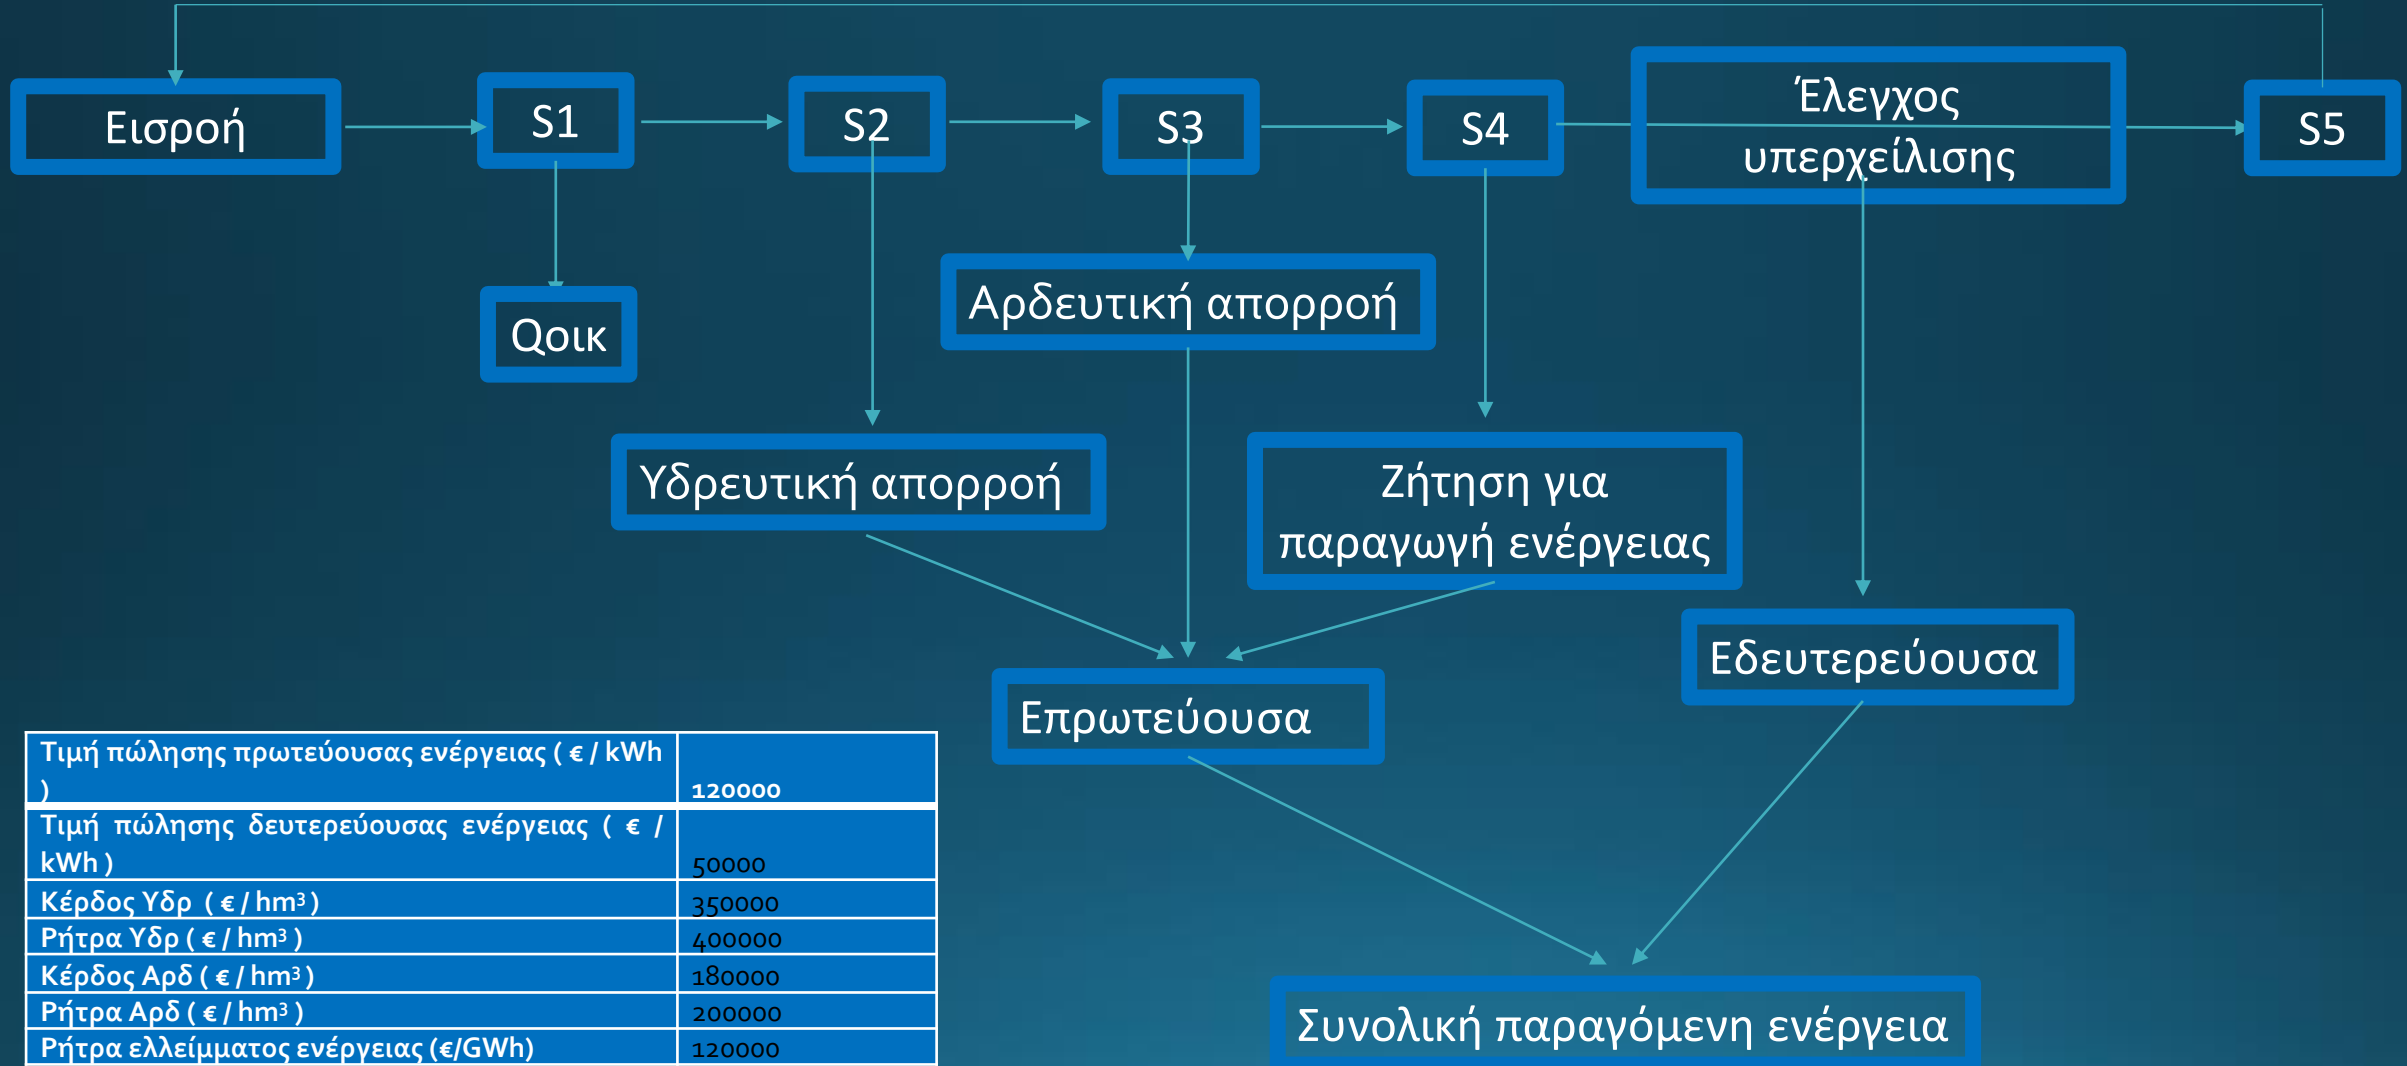 Εισροή
S1
S2
S3
S4
Έλεγχος
υπερχείλισης
S5
Qοικ
Αρδευτική απορροή
Υδρευτική απορροή
Ζήτηση για
παραγωγή ενέργειας
Επρωτεύουσα
Εδευτερεύουσα
Συνολική παραγόμενη ενέργεια
Τιμή πώλησης πρωτεύουσας ενέργειας ( € / kWh
) 120000
Τιμή πώλησης δευτερεύουσας ενέργειας ( € /
kWh ) 50000
Κέρδος Υδρ ( € / hm³ ) 350000
Ρήτρα Υδρ ( € / hm³ ) 400000
Κέρδος Αρδ ( € / hm³ ) 180000
Ρήτρα Αρδ ( € / hm³ ) 200000
Ρήτρα ελλείμματος ενέργειας (€/GWh) 120000